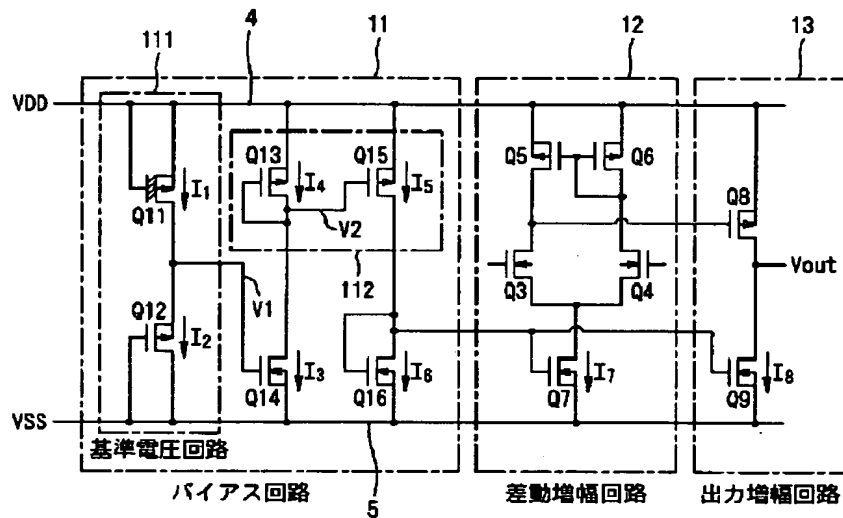 111
4
11
12
13
VDD
Q13
Q15
Q5
Q6
I1
I4
I5
Q8
Q11
V2
Vout
Q12
V1
112
Q3
Q4
I2
I3
I6
I7
I8
Q14
Q16
Q7
Q9
VSS
基準電圧回路
バイアス回路
5
差動増幅回路
出力増幅回路